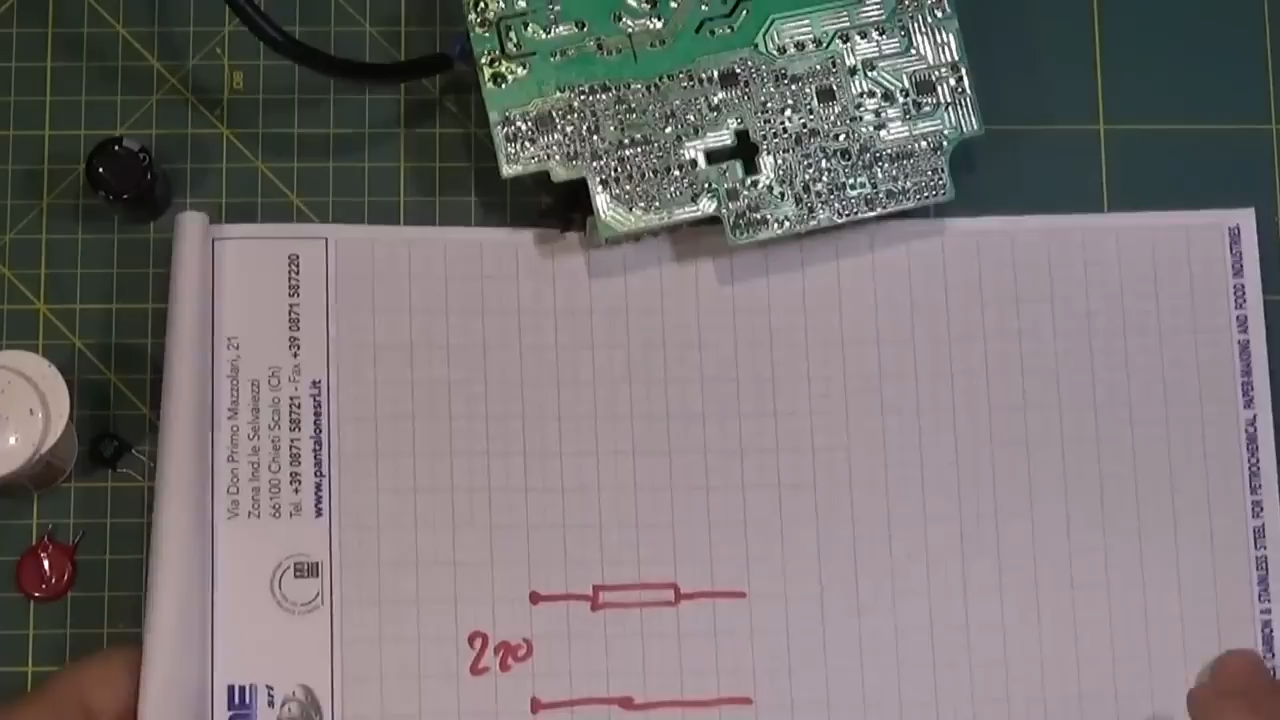 Via Don Primo Mazzolari, 21
Zona Ind.le Selvaiezzi
66100 Chieti Scalo (Ch)
Tel. +39 0871 58721 - Fax +39 0871 587220
www.pantalonesrl.it
srl
220
CARBON & STAINLESS STEEL FOR PETROCHEMICAL, PAPER-MAKING AND FOOD INDUSTRIES.